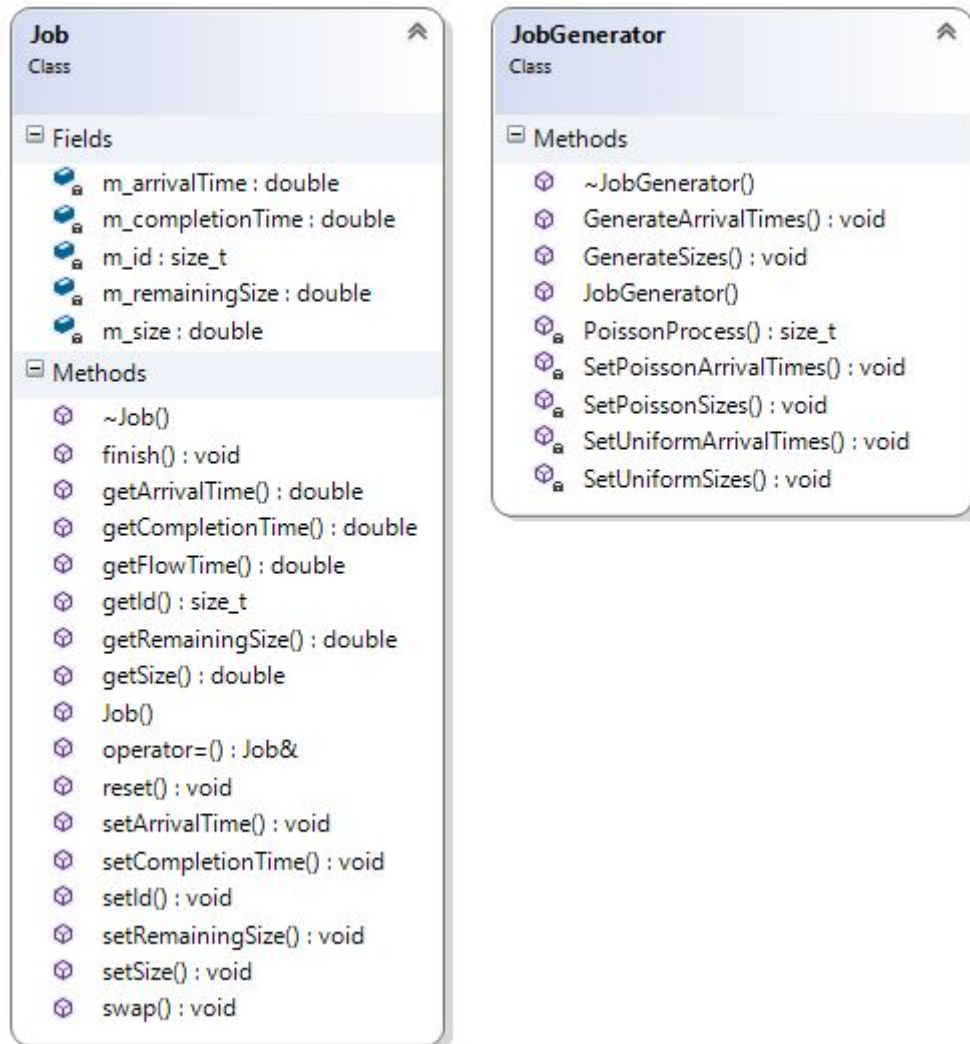 Job
Class
Fields
m_arrivalTime : double
m_completionTime : double
m_id : size_t
m_remainingSize : double
m_size : double
Methods
~Job()
finish() : void
getArrivalTime() : double
getCompletionTime() : double
getFlowTime() : double
getId() : size_t
getRemainingSize() : double
getSize() : double
Job()
operator=() : Job&
reset() : void
setArrivalTime() : void
setCompletionTime() : void
setId() : void
setRemainingSize() : void
setSize() : void
swap() : void
JobGenerator
Class
Methods
~JobGenerator()
GenerateArrivalTimes() : void
GenerateSizes() : void
JobGenerator()
PoissonProcess() : size_t
SetPoissonArrivalTimes() : void
SetPoissonSizes() : void
SetUniformArrivalTimes() : void
SetUniformSizes() : void